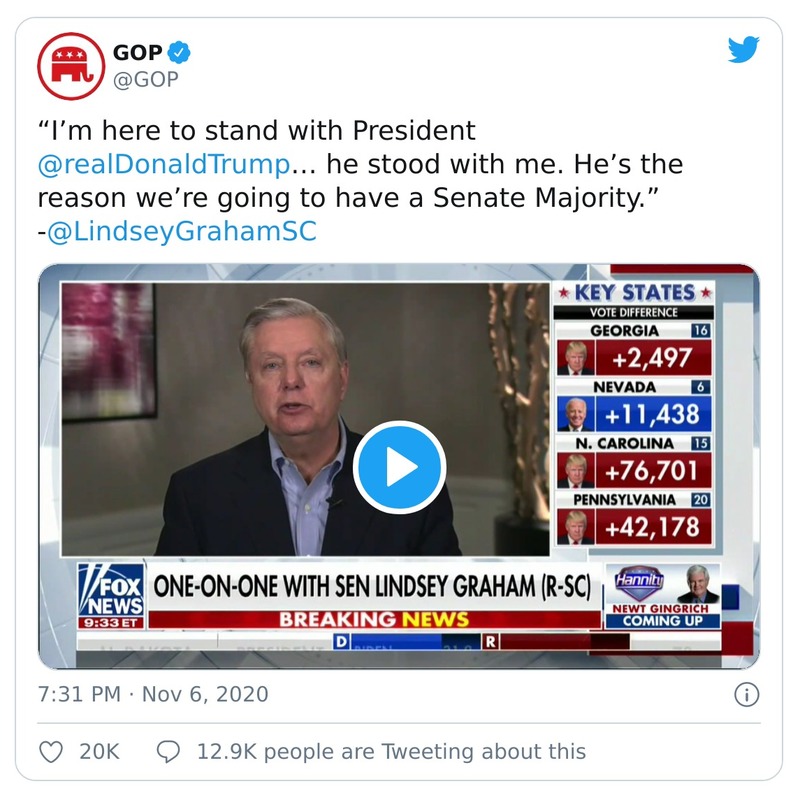 GOP
@GOP
“I’m here to stand with President
@realDonaldTrump… he stood with me. He’s the
reason we’re going to have a Senate Majority.”
-@LindseyGrahamSC
KEY STATES
VOTE DIFFERENCE
GEORGIA 16
+2,497
NEVADA 6
+11,438
N. CAROLINA 15
+76,701
PENNSYLVANIA 20
+42,178
FOX
NEWS
9:33 ET
ONE-ON-ONE WITH SEN LINDSEY GRAHAM (R-SC)
BREAKING NEWS
Hannity
NEWT GINGRICH
COMING UP
D
R
7:31 PM · Nov 6, 2020
20K
12.9K people are Tweeting about this